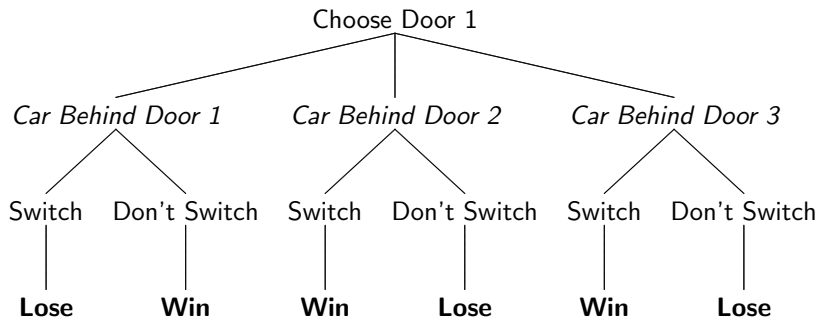 Choose Door 1
Car Behind Door 1 Car Behind Door 2 Car Behind Door 3
Switch Don't Switch Switch Don't Switch Switch Don't Switch
Lose Win Win Lose Win Lose